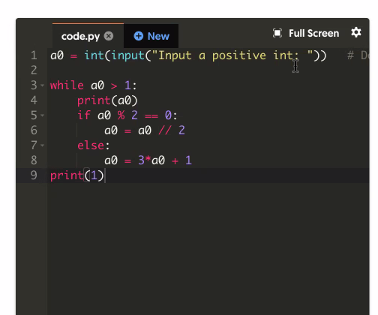 code.py New Full Screen
1 a0 = int(input("Input a positive int: ")) #
2
3 while a0 > 1:
4 print(a0)
5 if a0 % 2 == 0:
6 a0 = a0 // 2
7 else:
8 a0 = 3*a0 + 1
9 print(1)